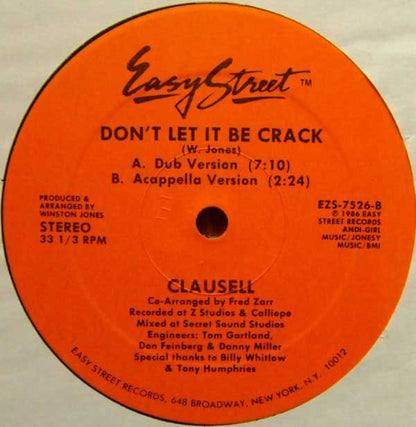 Easy Street TM
DON'T LET IT BE CRACK
(W. Jones)
A. Dub Version (7:10)
B. Acappella Version (2:24)
PRODUCED &
ARRANGED BY
WINSTON JONES
STEREO
33 1/3 RPM
EZS-7526-B
℗ 1986 EASY
STREET RECORDS
ANDI-GIRL
MUSIC/JONESY
MUSIC/BMI
CLAUSELL
Co-Arranged by Fred Zarr
Recorded at Z Studios & Calliope
Mixed at Secret Sound Studios
Engineers: Tom Gartland,
Don Feinberg & Danny Miller
Special thanks to Billy Whitlow
& Tony Humphries
EASY STREET RECORDS, 648 BROADWAY, NEW YORK, N.Y. 10012